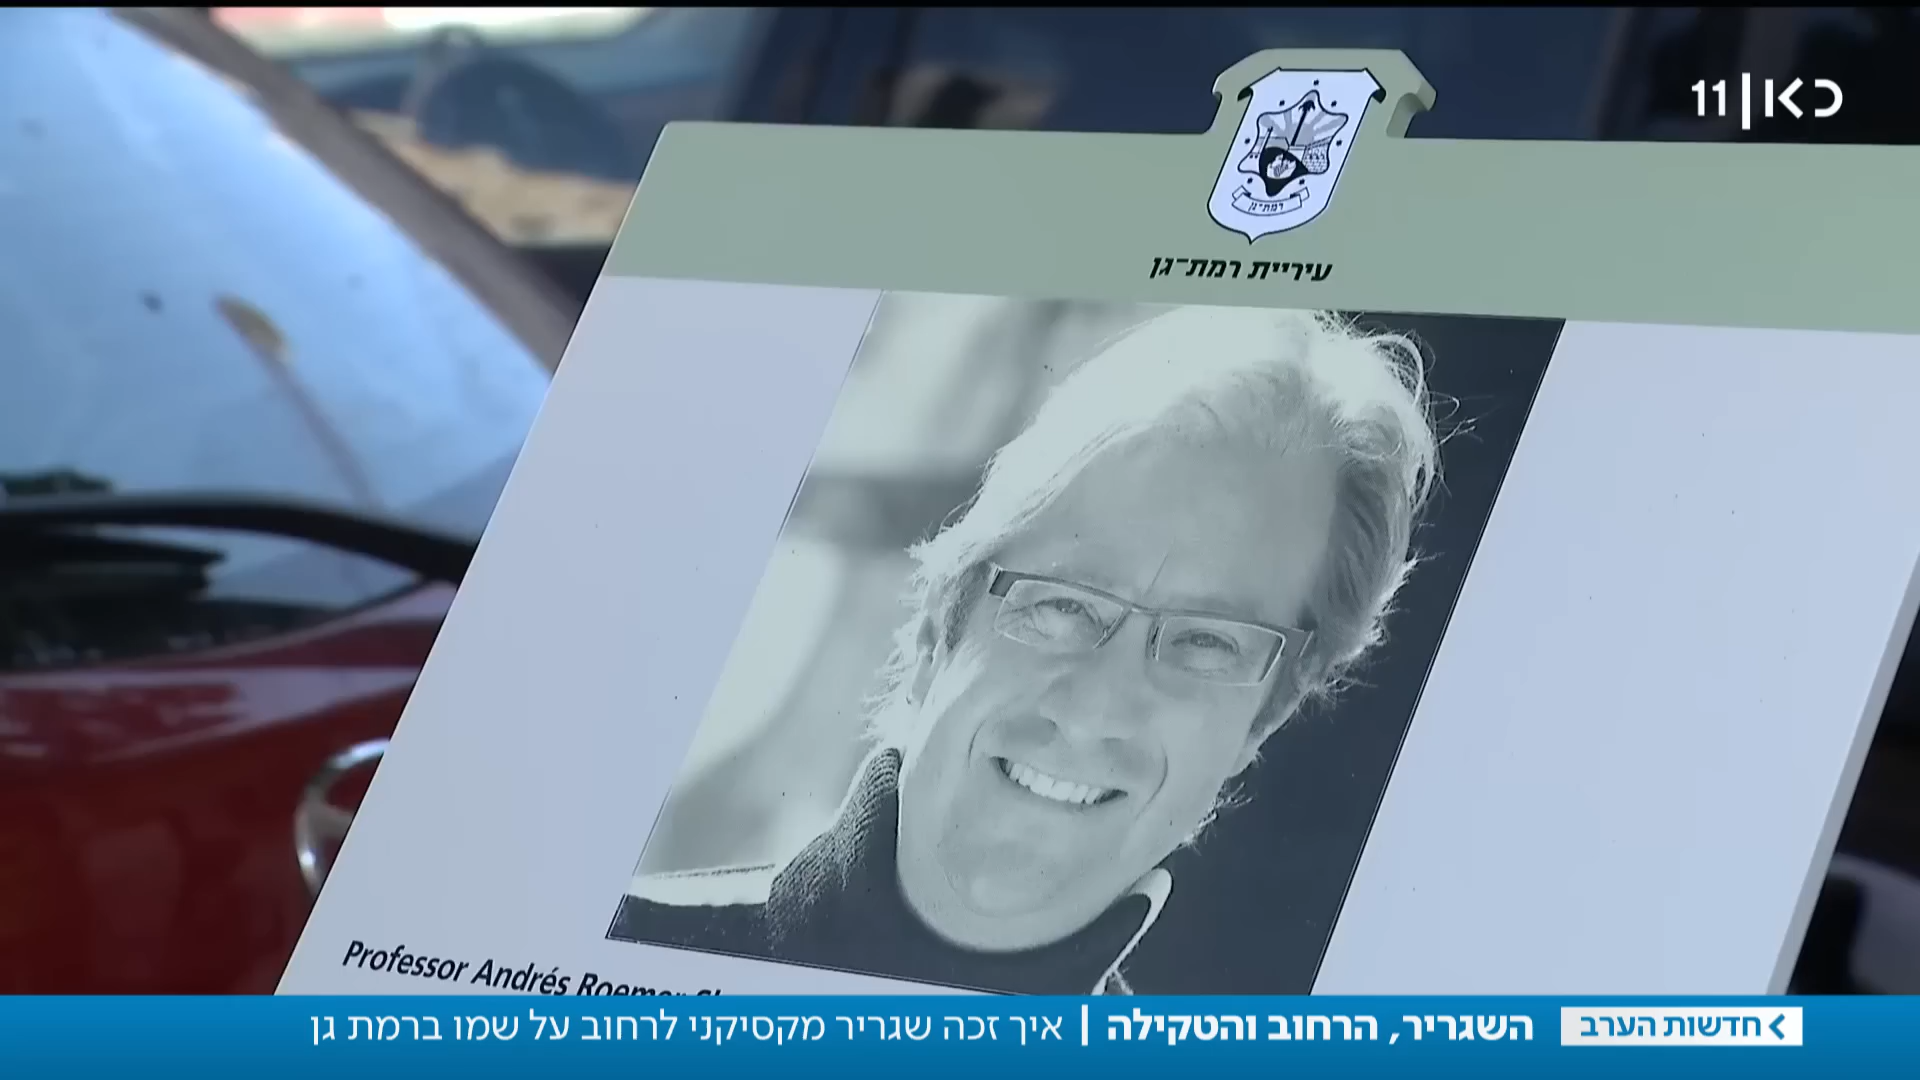 כאן 11
רמת-גן
עיריית רמת-גן
Professor Andrés Roemer
חדשות הערב
השגריר, הרחוב והטקילה | איך זכה שגריר מקסיקני לרחוב על שמו ברמת גן